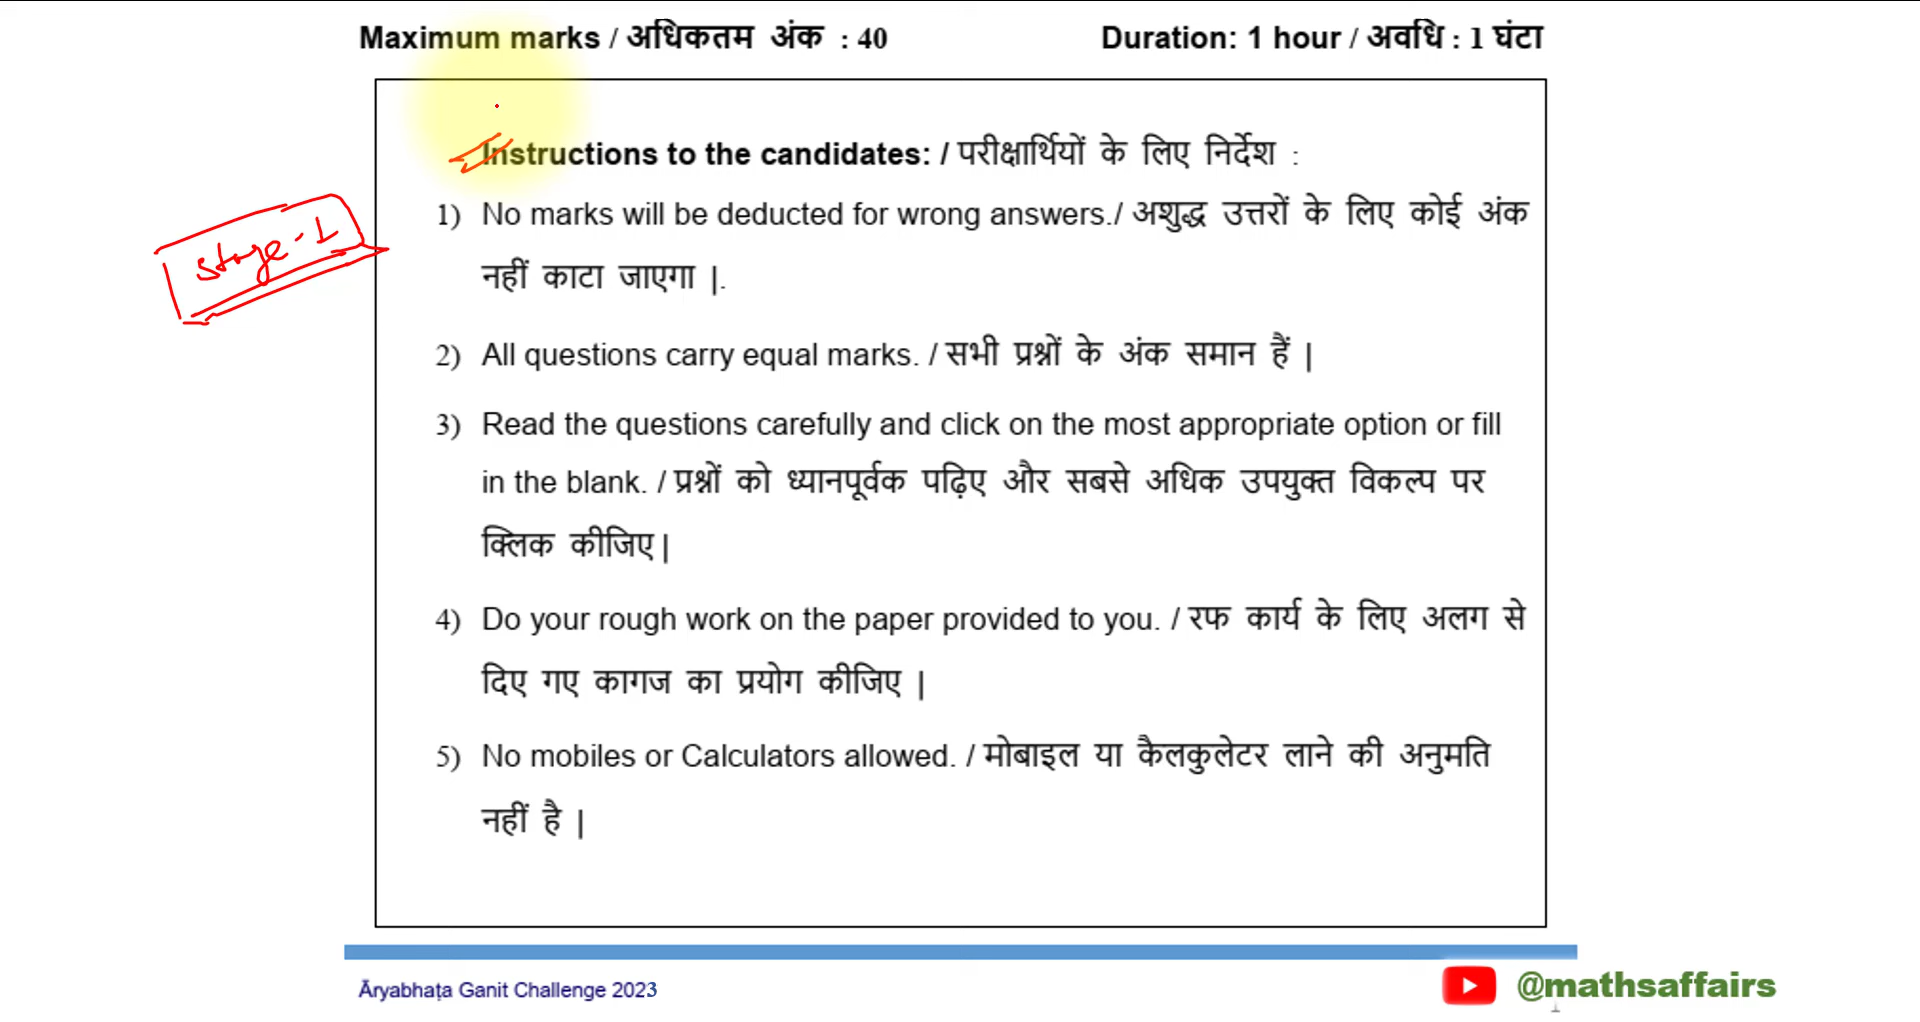 Maximum marks / अधिकतम अंक : 40
Duration: 1 hour / अवधि : 1 घंटा
Instructions to the candidates: / परीक्षार्थियों के लिए निर्देश :
stage-1
1) No marks will be deducted for wrong answers./ अशुद्ध उत्तरों के लिए कोई अंक
नहीं काटा जाएगा |.
2) All questions carry equal marks. / सभी प्रश्नों के अंक समान हैं |
3) Read the questions carefully and click on the most appropriate option or fill
in the blank. / प्रश्नों को ध्यानपूर्वक पढ़िए और सबसे अधिक उपयुक्त विकल्प पर
क्लिक कीजिए|
4) Do your rough work on the paper provided to you. / रफ कार्य के लिए अलग से
दिए गए कागज का प्रयोग कीजिए |
5) No mobiles or Calculators allowed. / मोबाइल या कैलकुलेटर लाने की अनुमति
नहीं है |
Āryabhaṭa Ganit Challenge 2023
@mathsaffairs
1